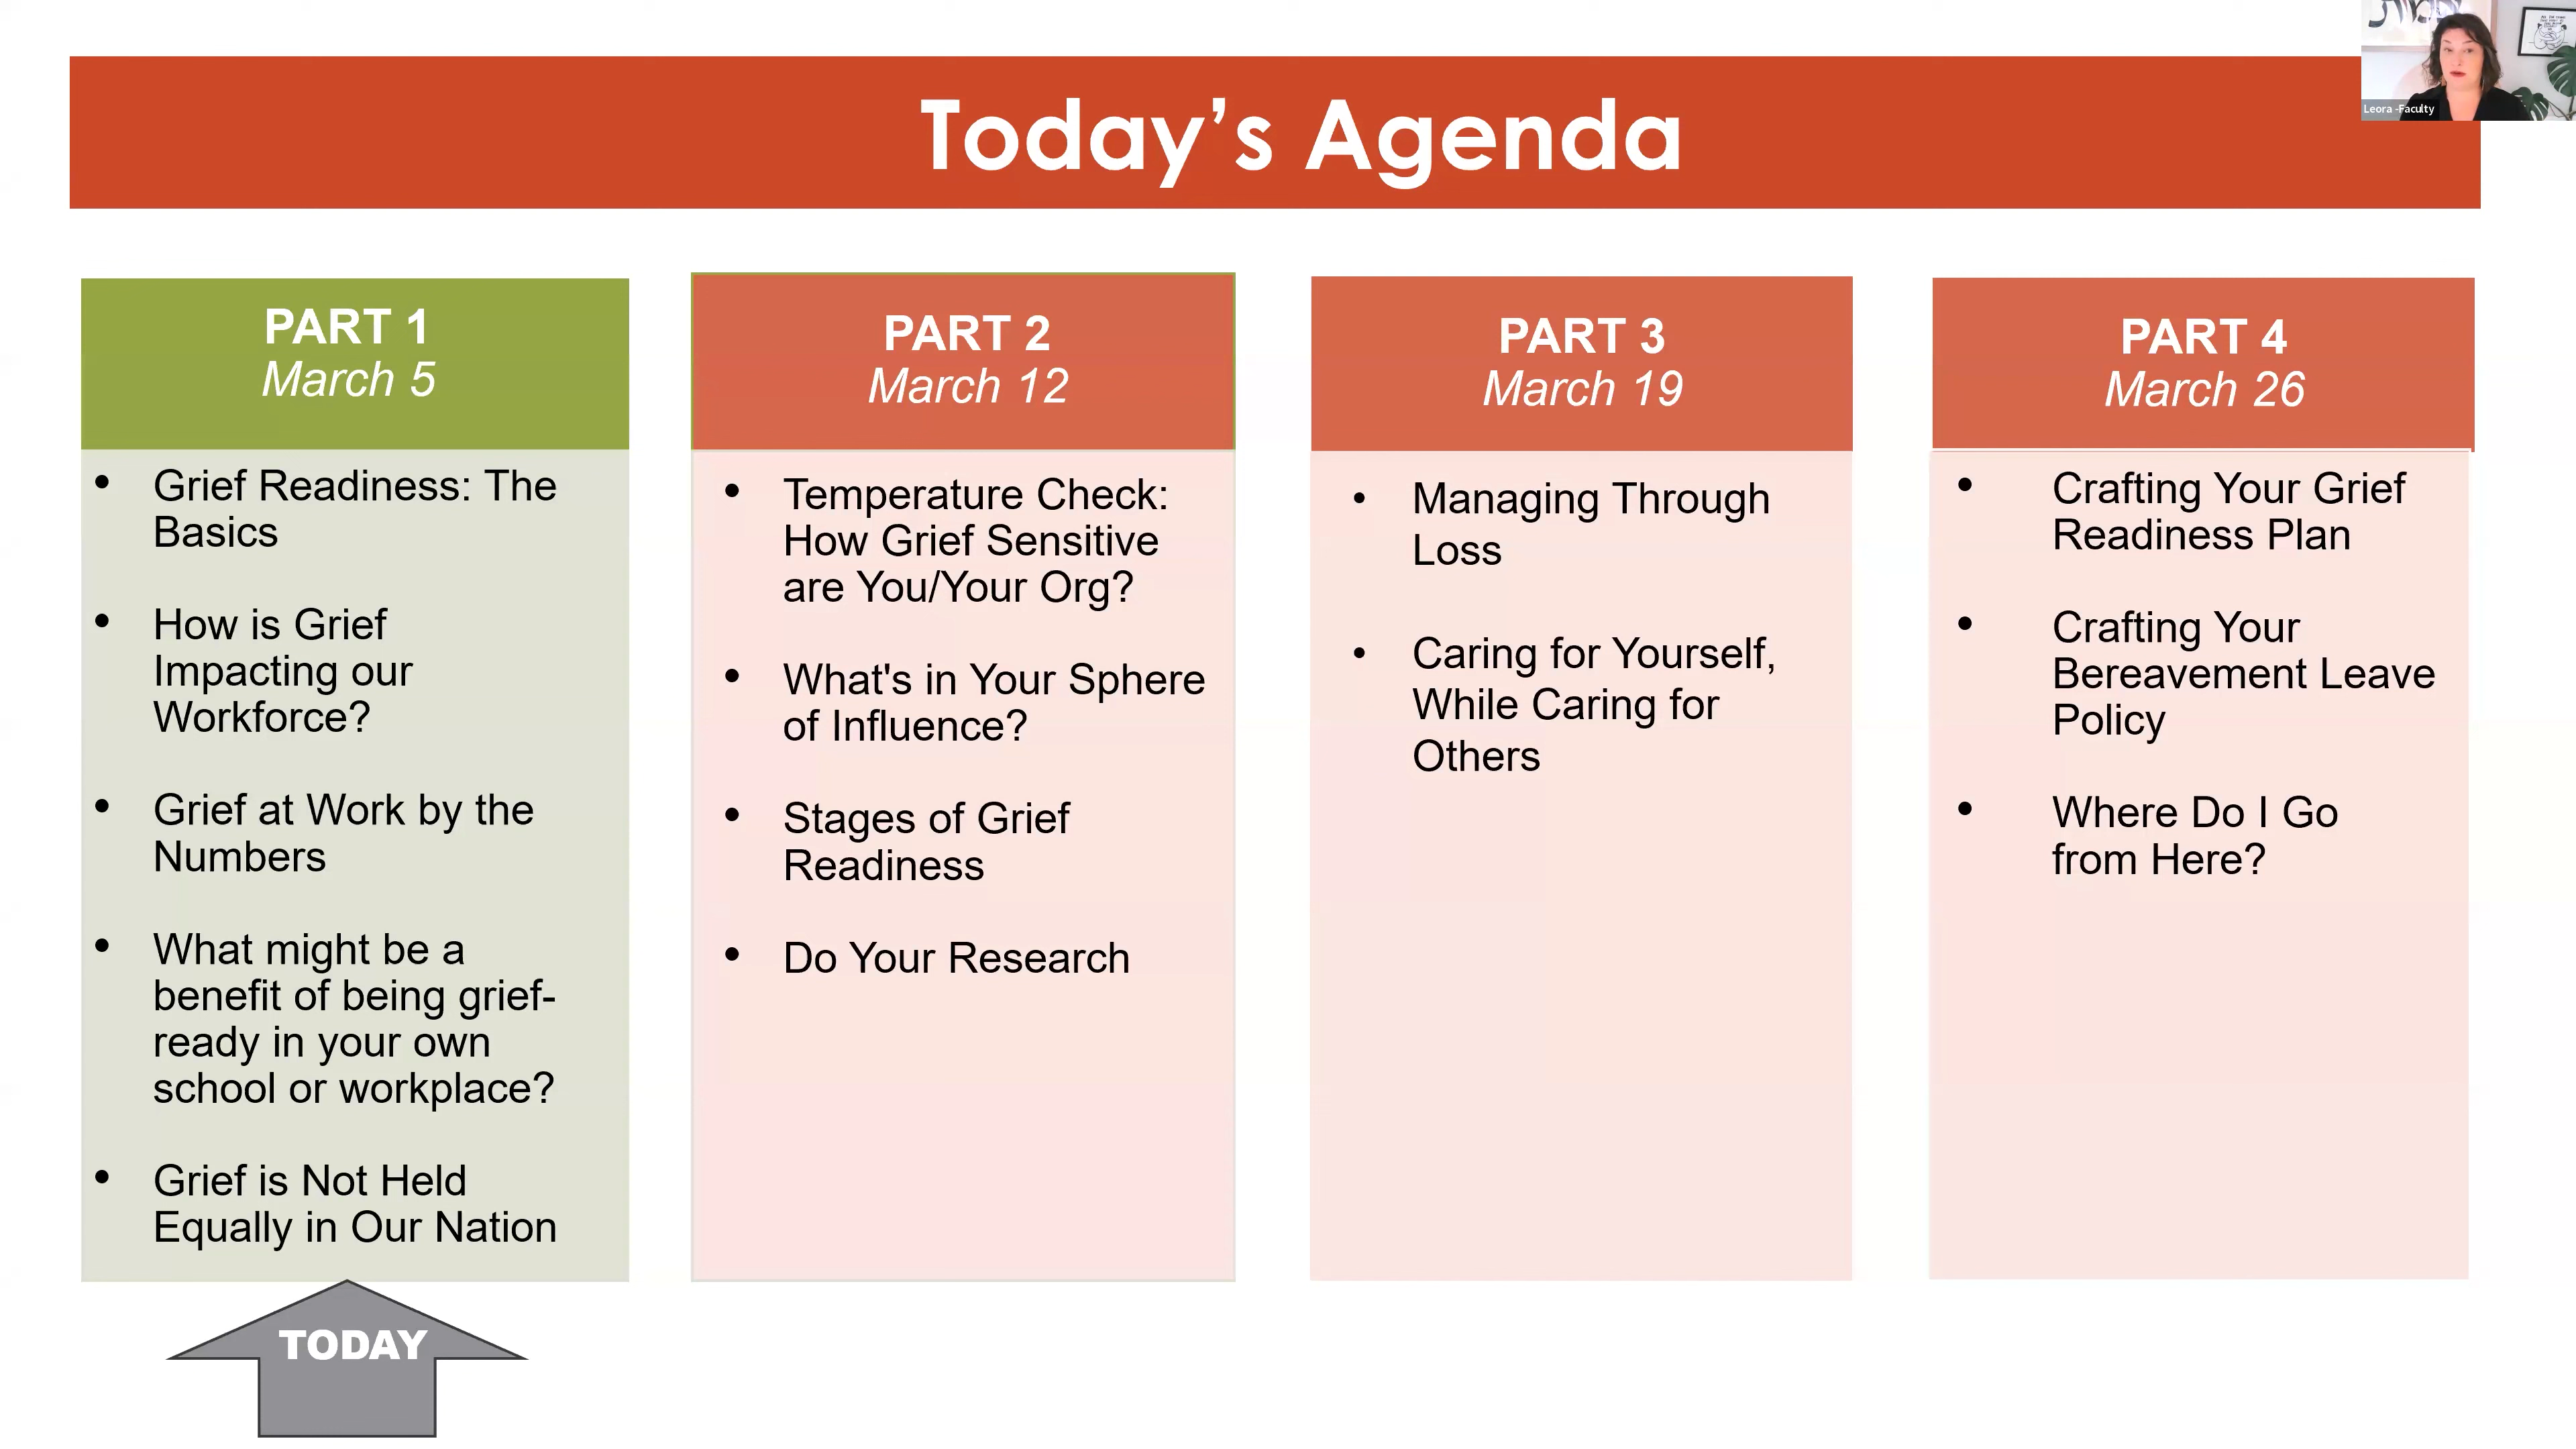 Today’s Agenda
Leora -Faculty
PART 1
March 5
• Grief Readiness: The
Basics
• How is Grief
Impacting our
Workforce?
• Grief at Work by the
Numbers
• What might be a
benefit of being grief-
ready in your own
school or workplace?
• Grief is Not Held
Equally in Our Nation
TODAY
PART 2
March 12
• Temperature Check:
How Grief Sensitive
are You/Your Org?
• What's in Your Sphere
of Influence?
• Stages of Grief
Readiness
• Do Your Research
PART 3
March 19
• Managing Through
Loss
• Caring for Yourself,
While Caring for
Others
PART 4
March 26
• Crafting Your Grief
Readiness Plan
• Crafting Your
Bereavement Leave
Policy
• Where Do I Go
from Here?